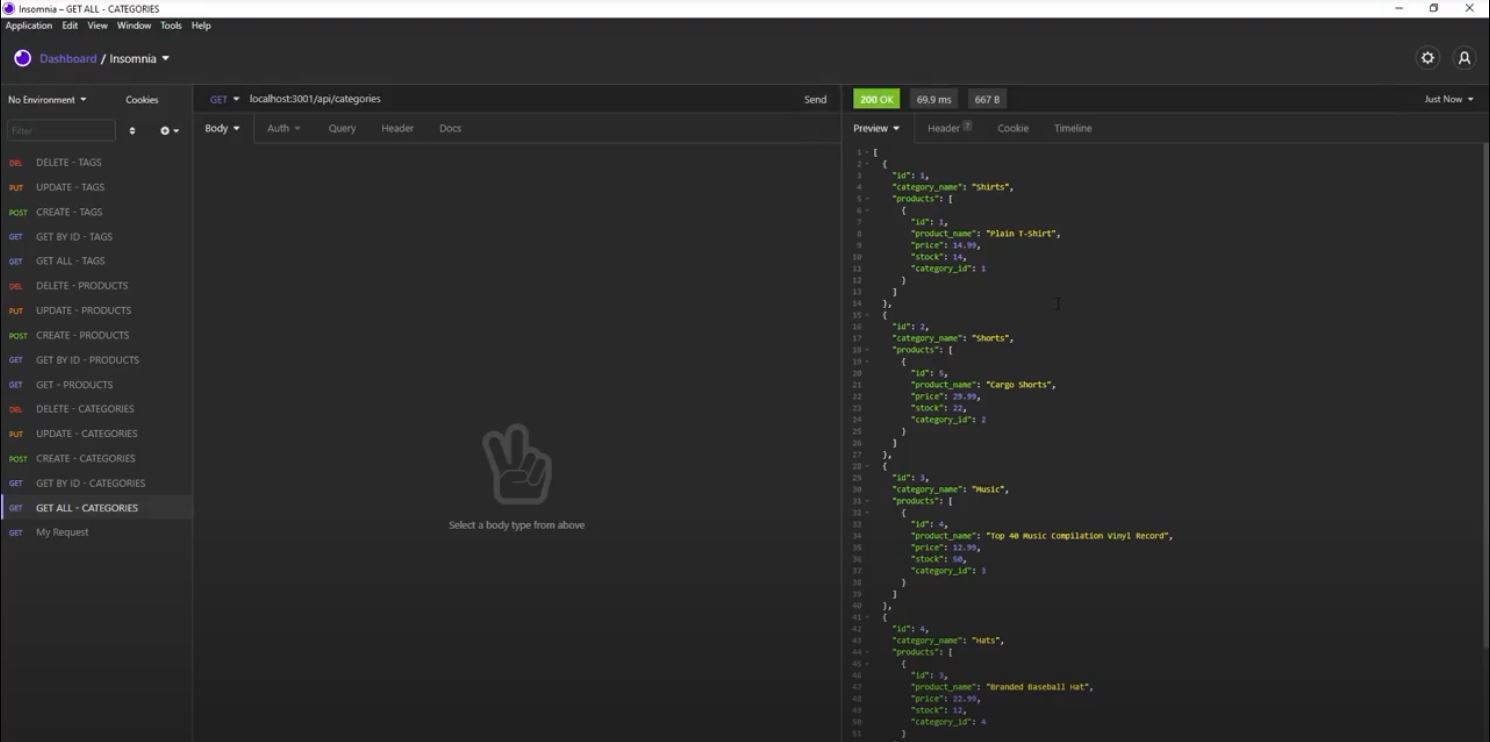 Insomnia – GET ALL - CATEGORIES
Application Edit View Window Tools Help
Dashboard / Insomnia
No Environment Cookies
Filter
DEL DELETE - TAGS
PUT UPDATE - TAGS
POST CREATE - TAGS
GET GET BY ID - TAGS
GET GET ALL - TAGS
DEL DELETE - PRODUCTS
PUT UPDATE - PRODUCTS
POST CREATE - PRODUCTS
GET GET BY ID - PRODUCTS
GET GET - PRODUCTS
DEL DELETE - CATEGORIES
PUT UPDATE - CATEGORIES
POST CREATE - CATEGORIES
GET GET BY ID - CATEGORIES
GET GET ALL - CATEGORIES
GET My Request
GET localhost:3001/api/categories Send
Body Auth Query Header Docs
Select a body type from above
200 OK 69.9 ms 667 B Just Now
Preview Header 7 Cookie Timeline
1 [
2 {
3 "id": 1,
4 "category_name": "Shirts",
5 "products": [
6 {
7 "id": 1,
8 "product_name": "Plain T-Shirt",
9 "price": 14.99,
10 "stock": 14,
11 "category_id": 1
12 }
13 ]
14 },
15 {
16 "id": 2,
17 "category_name": "Shorts",
18 "products": [
19 {
20 "id": 5,
21 "product_name": "Cargo Shorts",
22 "price": 29.99,
23 "stock": 22,
24 "category_id": 2
25 }
26 ]
27 },
28 {
29 "id": 3,
30 "category_name": "Music",
31 "products": [
32 {
33 "id": 4,
34 "product_name": "Top 40 Music Compilation Vinyl Record",
35 "price": 12.99,
36 "stock": 50,
37 "category_id": 3
38 }
39 ]
40 },
41 {
42 "id": 4,
43 "category_name": "Hats",
44 "products": [
45 {
46 "id": 3,
47 "product_name": "Branded Baseball Hat",
48 "price": 22.99,
49 "stock": 12,
50 "category_id": 4
51 }